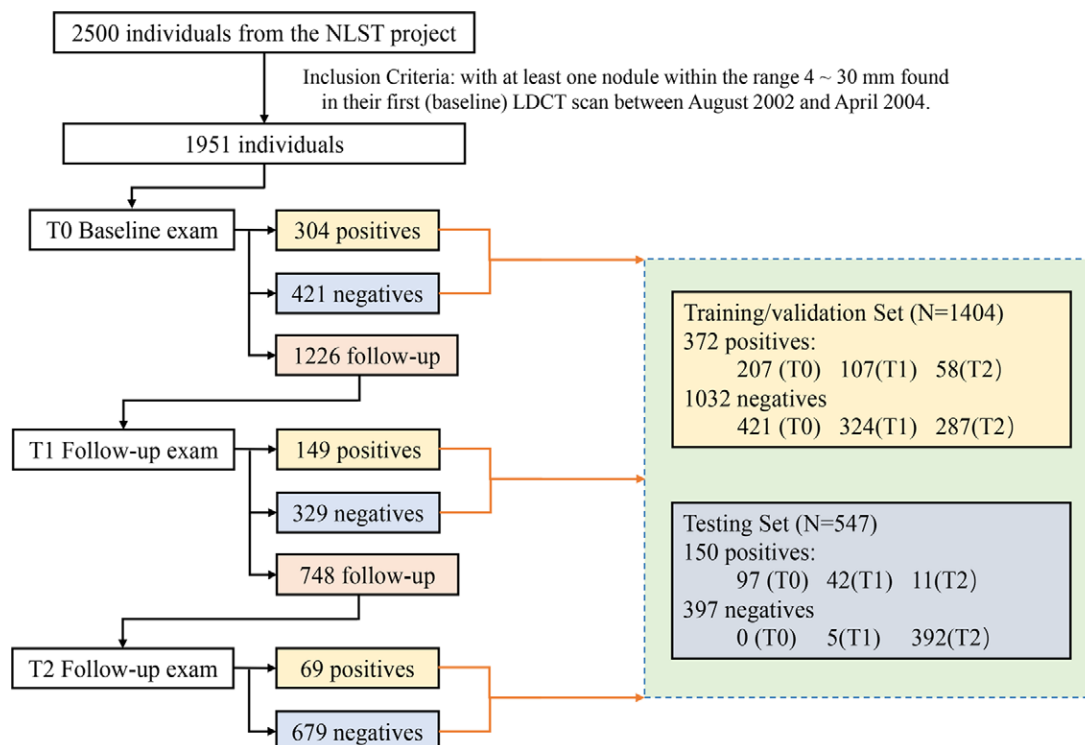 2500 individuals from the NLST project
Inclusion Criteria: with at least one nodule within the range 4 ~ 30 mm found
in their first (baseline) LDCT scan between August 2002 and April 2004.
1951 individuals
T0 Baseline exam
304 positives
421 negatives
1226 follow-up
T1 Follow-up exam
149 positives
329 negatives
748 follow-up
T2 Follow-up exam
69 positives
679 negatives
Training/validation Set (N=1404)
372 positives:
207 (T0) 107(T1) 58(T2)
1032 negatives
421 (T0) 324(T1) 287(T2)
Testing Set (N=547)
150 positives:
97 (T0) 42(T1) 11(T2)
397 negatives
0 (T0) 5(T1) 392(T2)